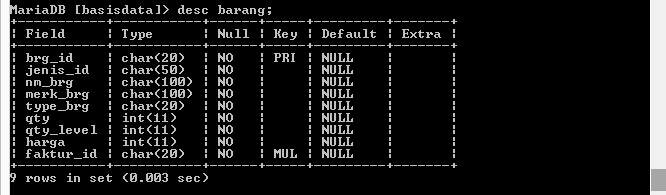 MariaDB [basisdata]> desc barang;
+------------+-----------+------+-----+---------+-------+
| Field      | Type      | Null | Key | Default | Extra |
+------------+-----------+------+-----+---------+-------+
| brg_id     | char(20)  | NO   | PRI | NULL    |       |
| jenis_id   | char(50)  | NO   |     | NULL    |       |
| nm_brg     | char(100) | NO   |     | NULL    |       |
| merk_brg   | char(100) | NO   |     | NULL    |       |
| type_brg   | char(20)  | NO   |     | NULL    |       |
| qty        | int(11)   | NO   |     | NULL    |       |
| qty_level  | int(11)   | NO   |     | NULL    |       |
| harga      | int(11)   | NO   |     | NULL    |       |
| faktur_id  | char(20)  | NO   | MUL | NULL    |       |
+------------+-----------+------+-----+---------+-------+
9 rows in set (0.003 sec)